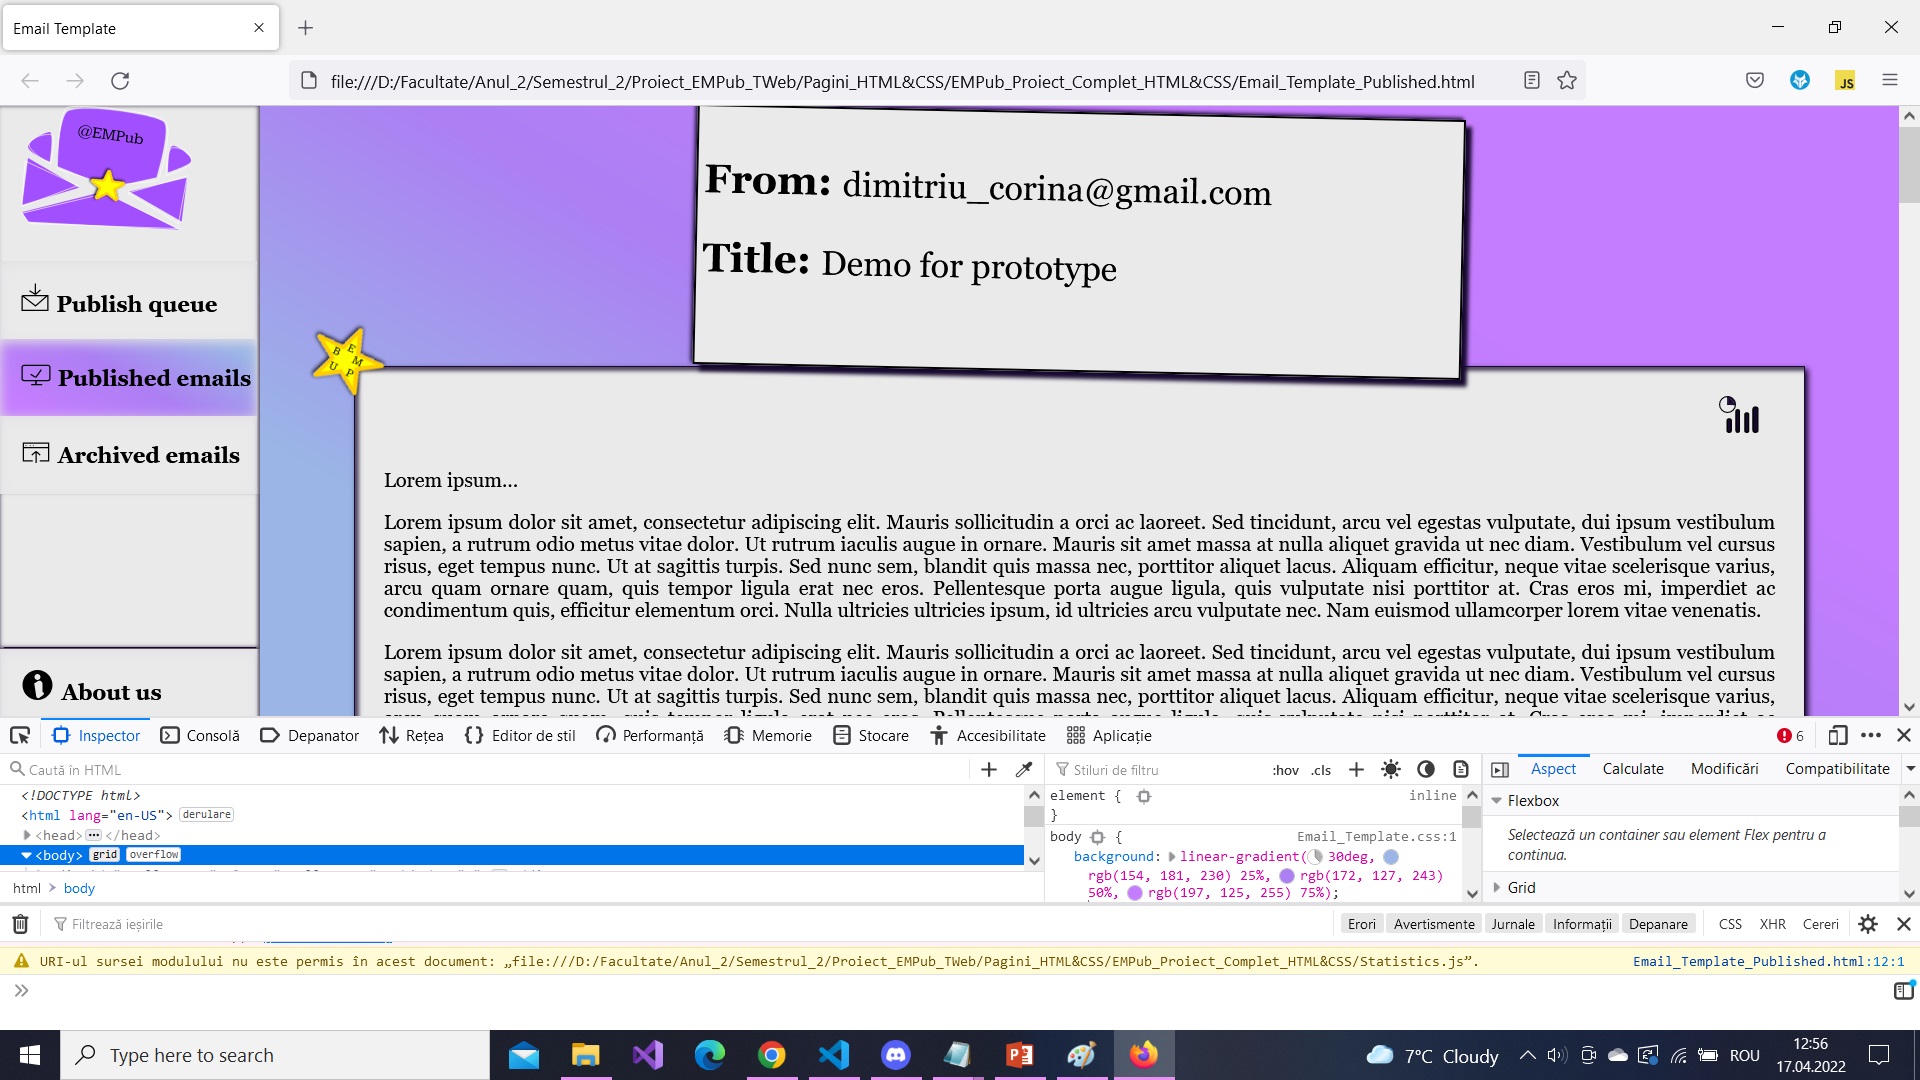 Email Template
file:///D:/Facultate/Anul_2/Semestrul_2/Proiect_EMPub_TWeb/Pagini_HTML&CSS/EMPub_Proiect_Complet_HTML&CSS/Email_Template_Published.html
JS
@EMPub
From: dimitriu_corina@gmail.com
Title: Demo for prototype
Publish queue
Published emails
Archived emails
About us
E M P U B
Lorem ipsum...
Lorem ipsum dolor sit amet, consectetur adipiscing elit. Mauris sollicitudin a orci ac laoreet. Sed tincidunt, arcu vel egestas vulputate, dui ipsum vestibulum
sapien, a rutrum odio metus vitae dolor. Ut rutrum iaculis augue in ornare. Mauris sit amet massa at nulla aliquet gravida ut nec diam. Vestibulum vel cursus
risus, eget tempus nunc. Ut at sagittis turpis. Sed nunc sem, blandit quis massa nec, porttitor aliquet lacus. Aliquam efficitur, neque vitae scelerisque varius,
arcu quam ornare quam, quis tempor ligula erat nec eros. Pellentesque porta augue ligula, quis vulputate nisi porttitor at. Cras eros mi, imperdiet ac
condimentum quis, efficitur elementum orci. Nulla ultricies ultricies ipsum, id ultricies arcu vulputate nec. Nam euismod ullamcorper lorem vitae venenatis.
Lorem ipsum dolor sit amet, consectetur adipiscing elit. Mauris sollicitudin a orci ac laoreet. Sed tincidunt, arcu vel egestas vulputate, dui ipsum vestibulum
sapien, a rutrum odio metus vitae dolor. Ut rutrum iaculis augue in ornare. Mauris sit amet massa at nulla aliquet gravida ut nec diam. Vestibulum vel cursus
risus, eget tempus nunc. Ut at sagittis turpis. Sed nunc sem, blandit quis massa nec, porttitor aliquet lacus. Aliquam efficitur, neque vitae scelerisque varius,
Inspector Consolă Depanator Rețea Editor de stil Performanță Memorie Stocare Accesibilitate Aplicație 6
Caută în HTML
<!DOCTYPE html>
<html lang="en-US"> derulare
<head> </head>
<body> grid overflow
html > body
Stiluri de filtru :hov .cls
element { inline
}
body { Email_Template.css:1
background: linear-gradient( 30deg,
rgb(154, 181, 230) 25%, rgb(172, 127, 243)
50%, rgb(197, 125, 255) 75%);
Aspect Calculate Modificări Compatibilitate
Flexbox
Selectează un container sau element Flex pentru a
continua.
Grid
Filtrează ieșirile Erori Avertismente Jurnale Informații Depanare CSS XHR Cereri
URI-ul sursei modulului nu este permis în acest document: „file:///D:/Facultate/Anul_2/Semestrul_2/Proiect_EMPub_TWeb/Pagini_HTML&CSS/EMPub_Proiect_Complet_HTML&CSS/Statistics.js”. Email_Template_Published.html:12:1
Type here to search
7°C Cloudy
ROU
12:56
17.04.2022